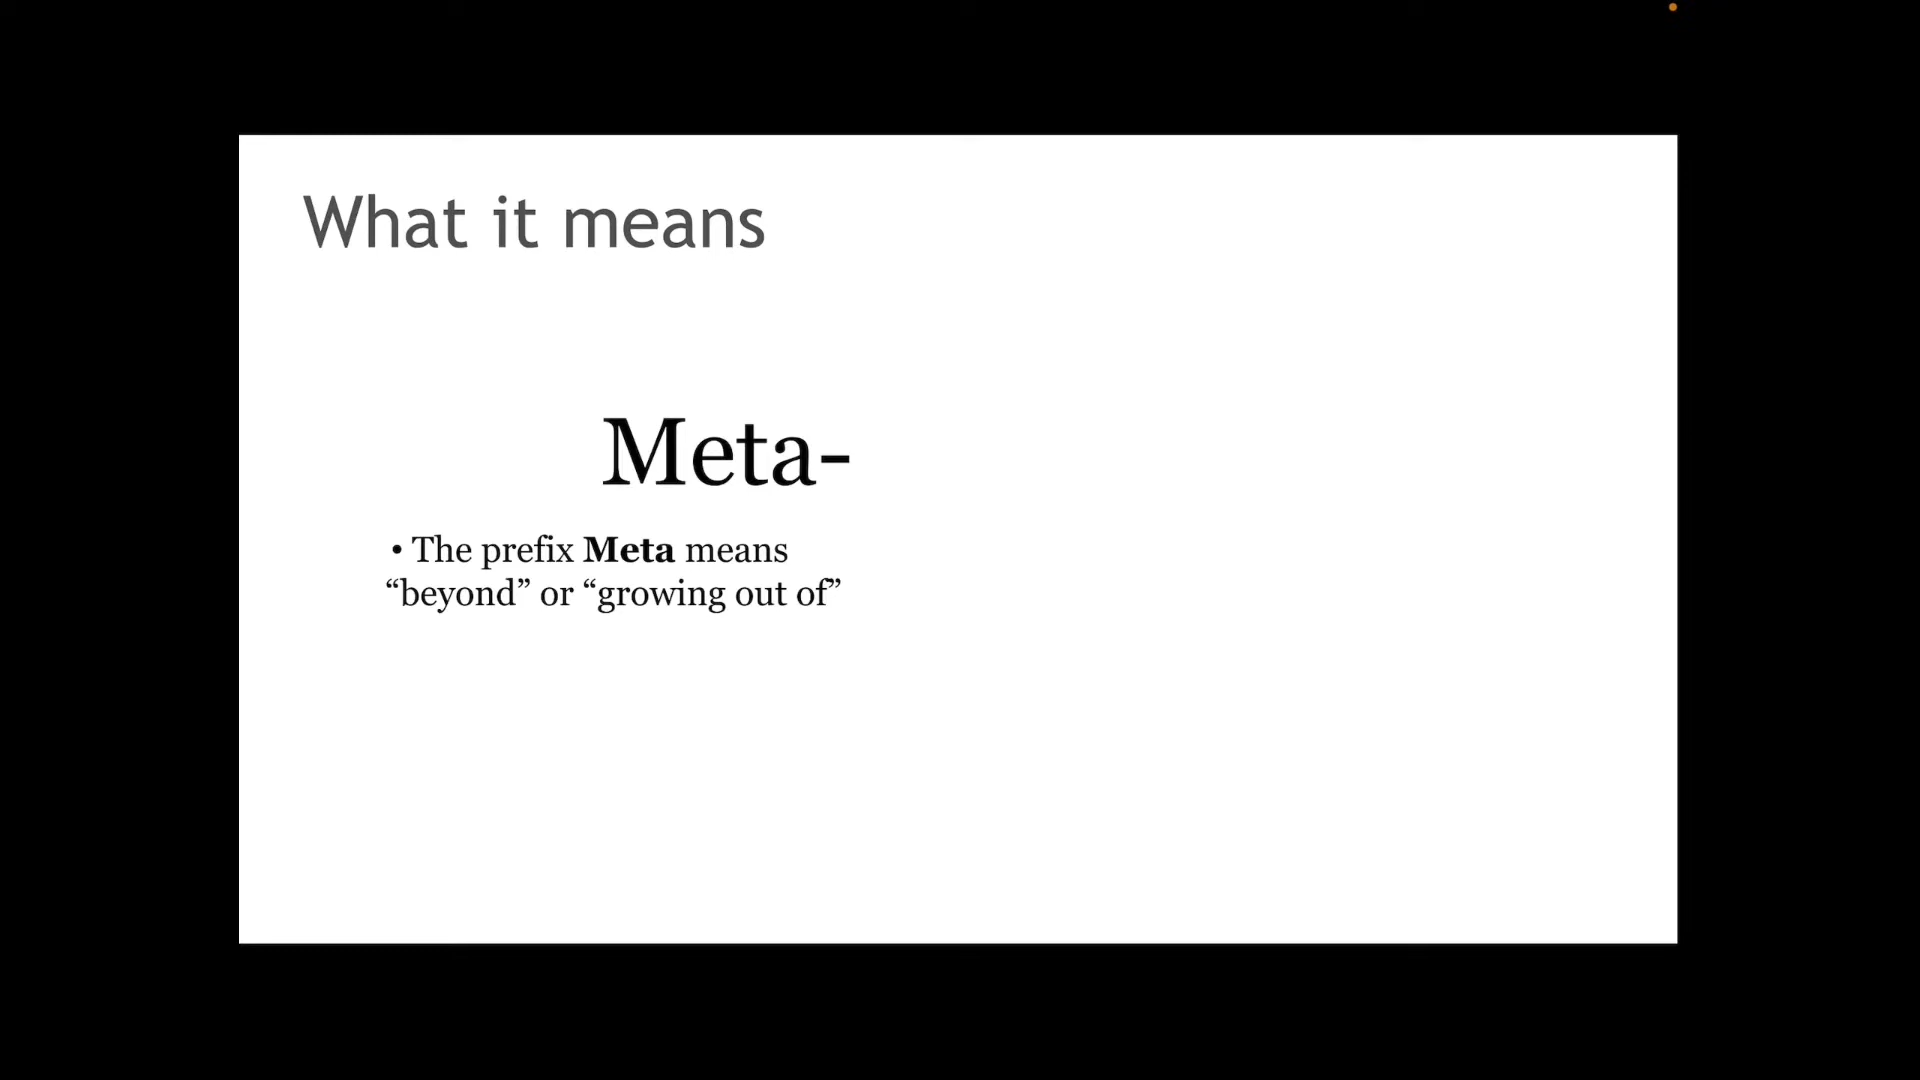 What it means
Meta-
• The prefix Meta means
“beyond” or “growing out of”